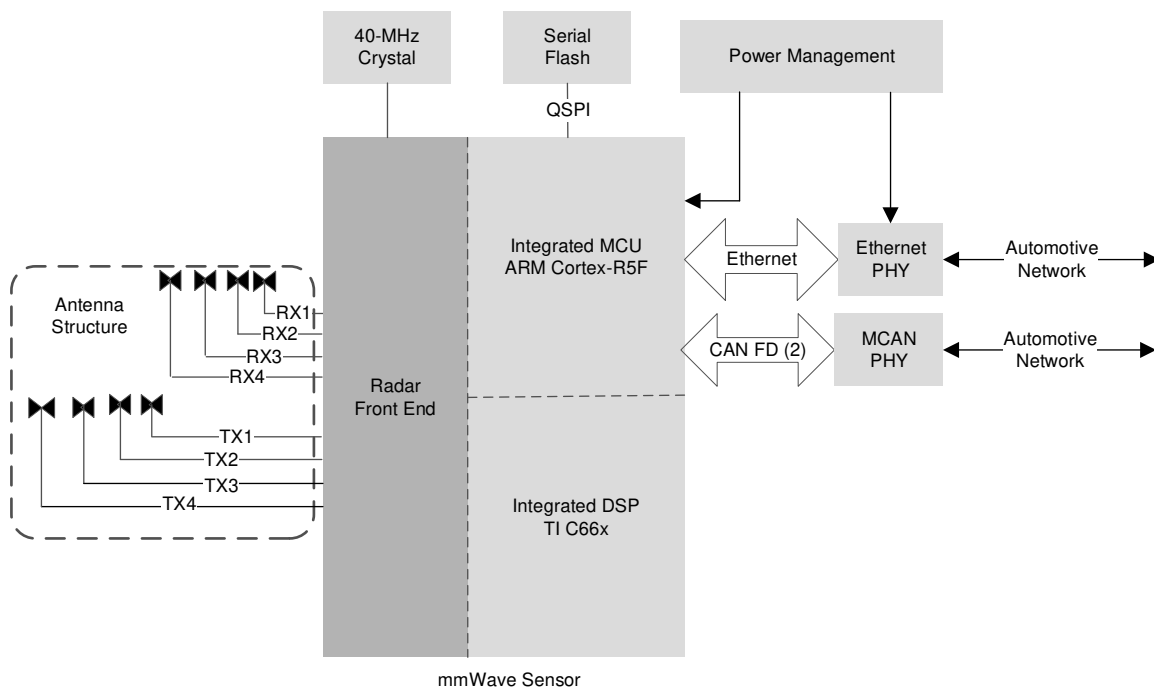 40-MHz
Crystal
Serial
Flash
Power Management
QSPI
Integrated MCU
ARM Cortex-R5F
Ethernet
Ethernet
PHY
Automotive
Network
Antenna
Structure
RX1
RX2
RX3
RX4
CAN FD (2)
MCAN
PHY
Automotive
Network
Radar
Front End
TX1
TX2
TX3
TX4
Integrated DSP
TI C66x
mmWave Sensor